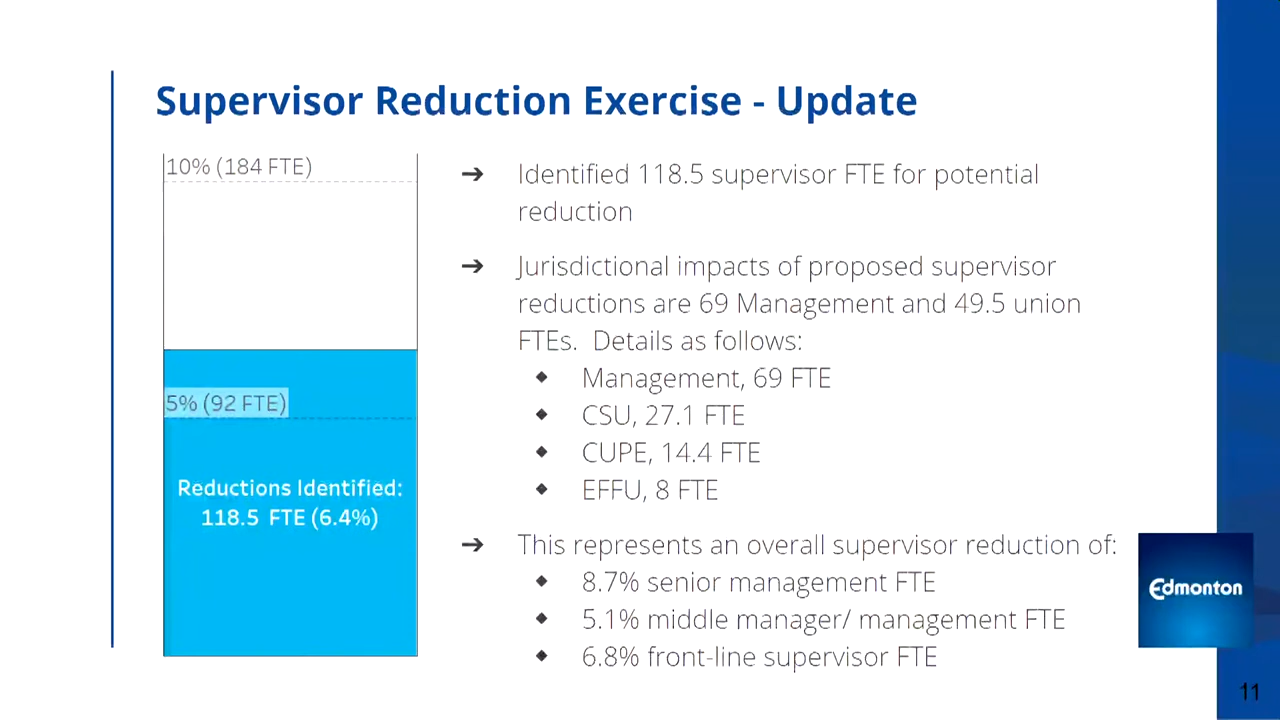 Supervisor Reduction Exercise - Update
10% (184 FTE)
5% (92 FTE)
Reductions Identified:
118.5 FTE (6.4%)
➔ Identified 118.5 supervisor FTE for potential
reduction
➔ Jurisdictional impacts of proposed supervisor
reductions are 69 Management and 49.5 union
FTEs. Details as follows:
◆ Management, 69 FTE
◆ CSU, 27.1 FTE
◆ CUPE, 14.4 FTE
◆ EFFU, 8 FTE
➔ This represents an overall supervisor reduction of:
◆ 8.7% senior management FTE
◆ 5.1% middle manager/ management FTE
◆ 6.8% front-line supervisor FTE
Edmonton
11